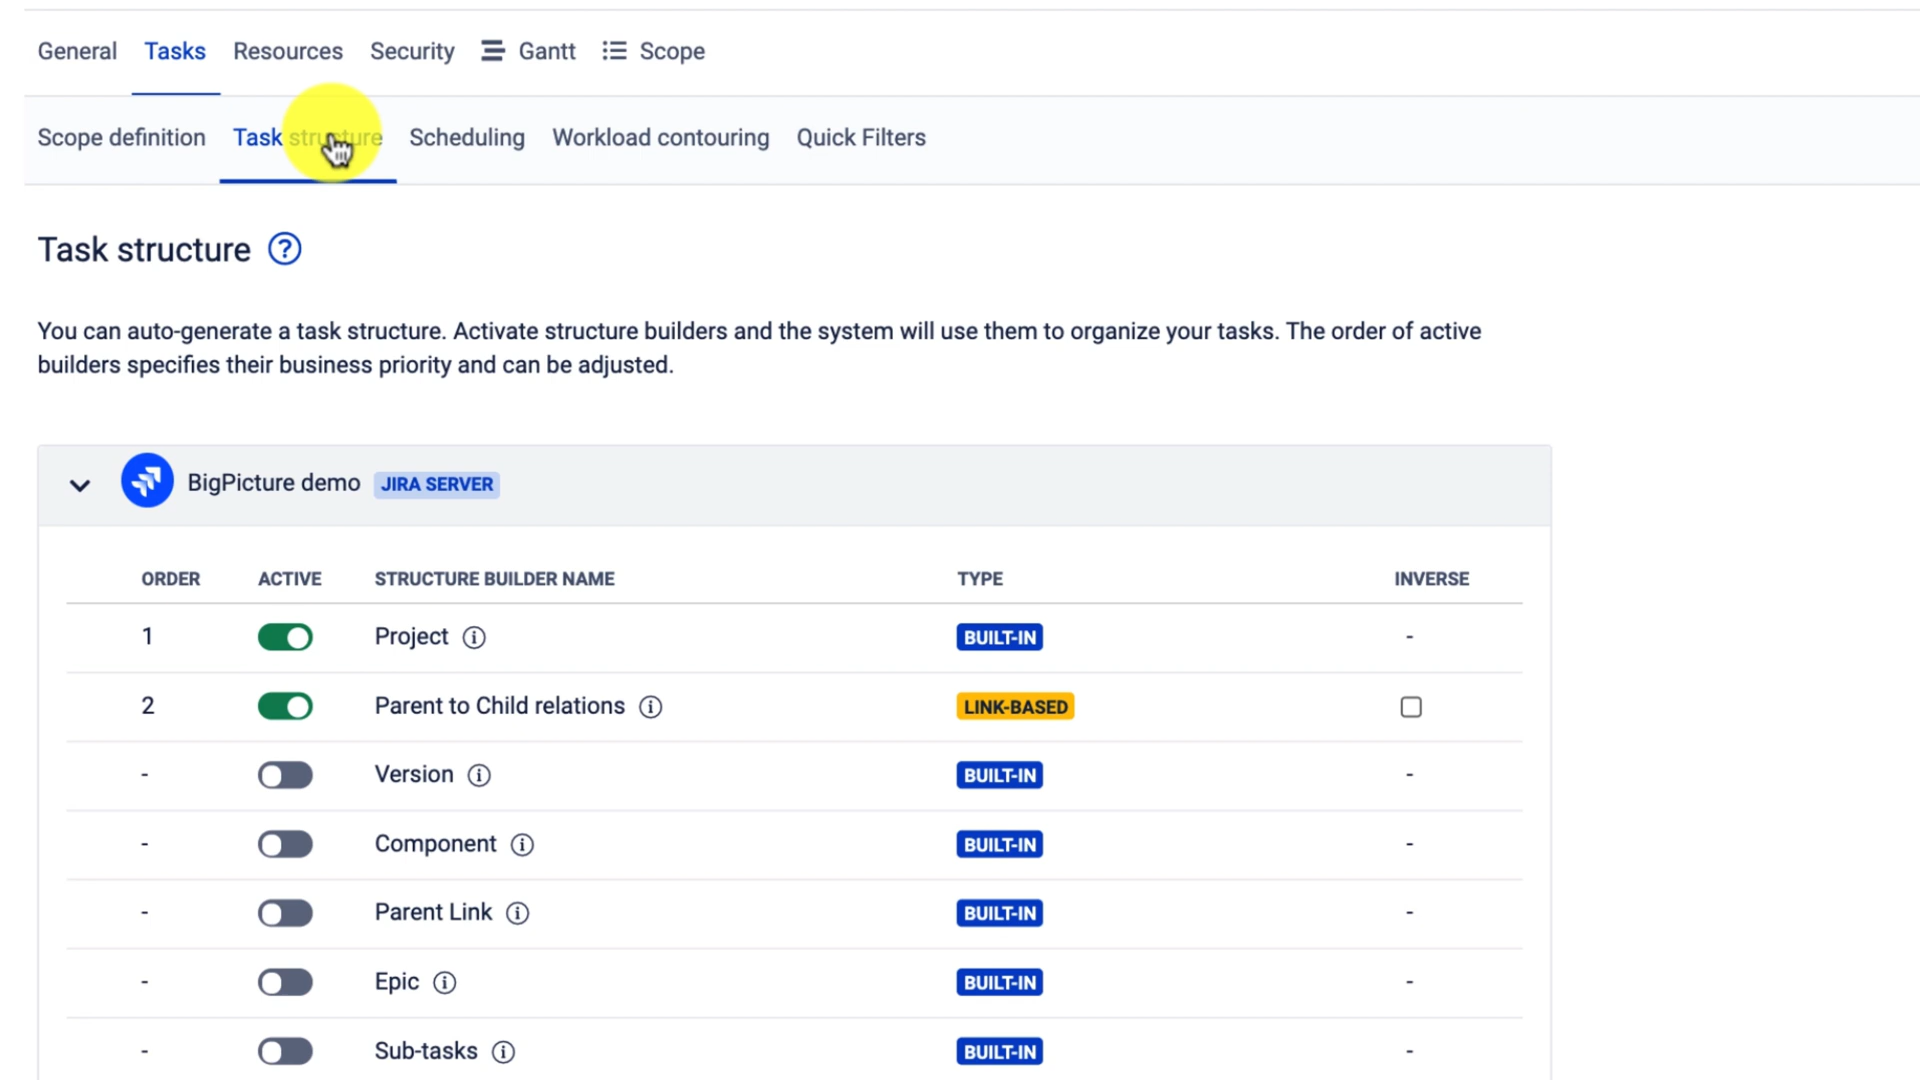 General Tasks Resources Security Gantt Scope
Scope definition Task structure Scheduling Workload contouring Quick Filters
Task structure ?
You can auto-generate a task structure. Activate structure builders and the system will use them to organize your tasks. The order of active
builders specifies their business priority and can be adjusted.
BigPicture demo JIRA SERVER
ORDER ACTIVE STRUCTURE BUILDER NAME TYPE INVERSE
1 Project i BUILT-IN -
2 Parent to Child relations i LINK-BASED
- Version i BUILT-IN -
- Component i BUILT-IN -
- Parent Link i BUILT-IN -
- Epic i BUILT-IN -
- Sub-tasks i BUILT-IN -